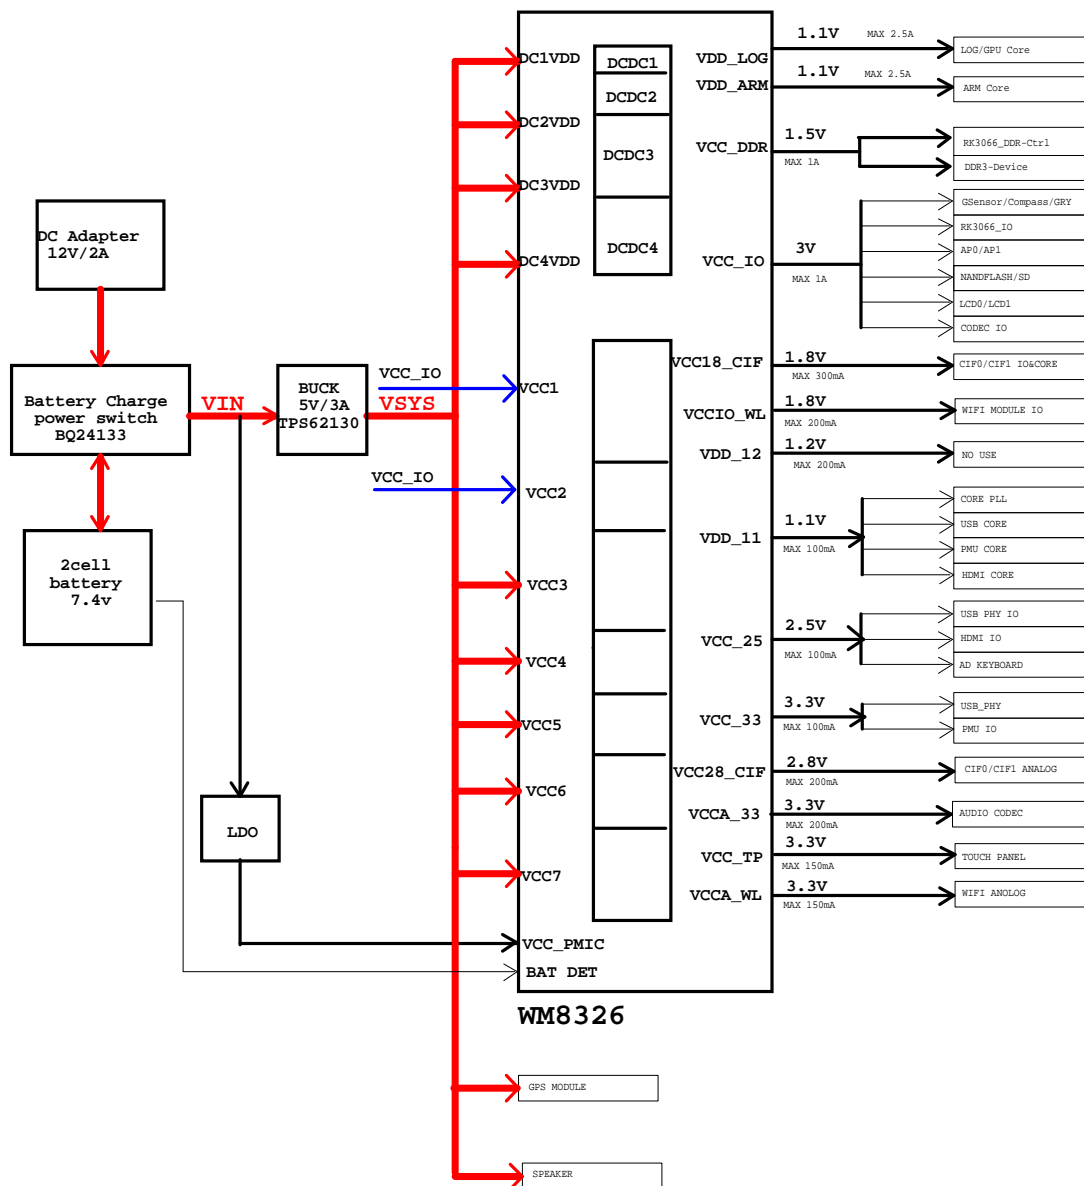 DC Adapter
12V/2A
Battery Charge
power switch
BQ24133
2cell
battery
7.4v
VIN
BUCK
5V/3A
TPS62130
VSYS
LDO
VCC_IO
VCC_IO
DC1VDD
DC2VDD
DC3VDD
DC4VDD
VCC1
VCC2
VCC3
VCC4
VCC5
VCC6
VCC7
VCC_PMIC
BAT DET
DCDC1
DCDC2
DCDC3
DCDC4
WM8326
VDD_LOG
1.1V
MAX 2.5A
LOG/GPU Core
VDD_ARM
1.1V
MAX 2.5A
ARM Core
VCC_DDR
1.5V
MAX 1A
RK3066_DDR-Ctrl
DDR3-Device
VCC_IO
3V
MAX 1A
GSensor/Compass/GRY
RK3066_IO
AP0/AP1
NANDFLASH/SD
LCD0/LCD1
CODEC IO
VCC18_CIF
1.8V
MAX 300mA
CIF0/CIF1 IO&CORE
VCCIO_WL
1.8V
MAX 200mA
WIFI MODULE IO
VDD_12
1.2V
MAX 200mA
NO USE
VDD_11
1.1V
MAX 100mA
CORE PLL
USB CORE
PMU CORE
HDMI CORE
VCC_25
2.5V
MAX 100mA
USB PHY IO
HDMI IO
AD KEYBOARD
VCC_33
3.3V
MAX 100mA
USB_PHY
PMU IO
VCC28_CIF
2.8V
MAX 200mA
CIF0/CIF1 ANALOG
VCCA_33
3.3V
MAX 200mA
AUDIO CODEC
VCC_TP
3.3V
MAX 150mA
TOUCH PANEL
VCCA_WL
3.3V
MAX 150mA
WIFI ANOLOG
GPS MODULE
SPEAKER